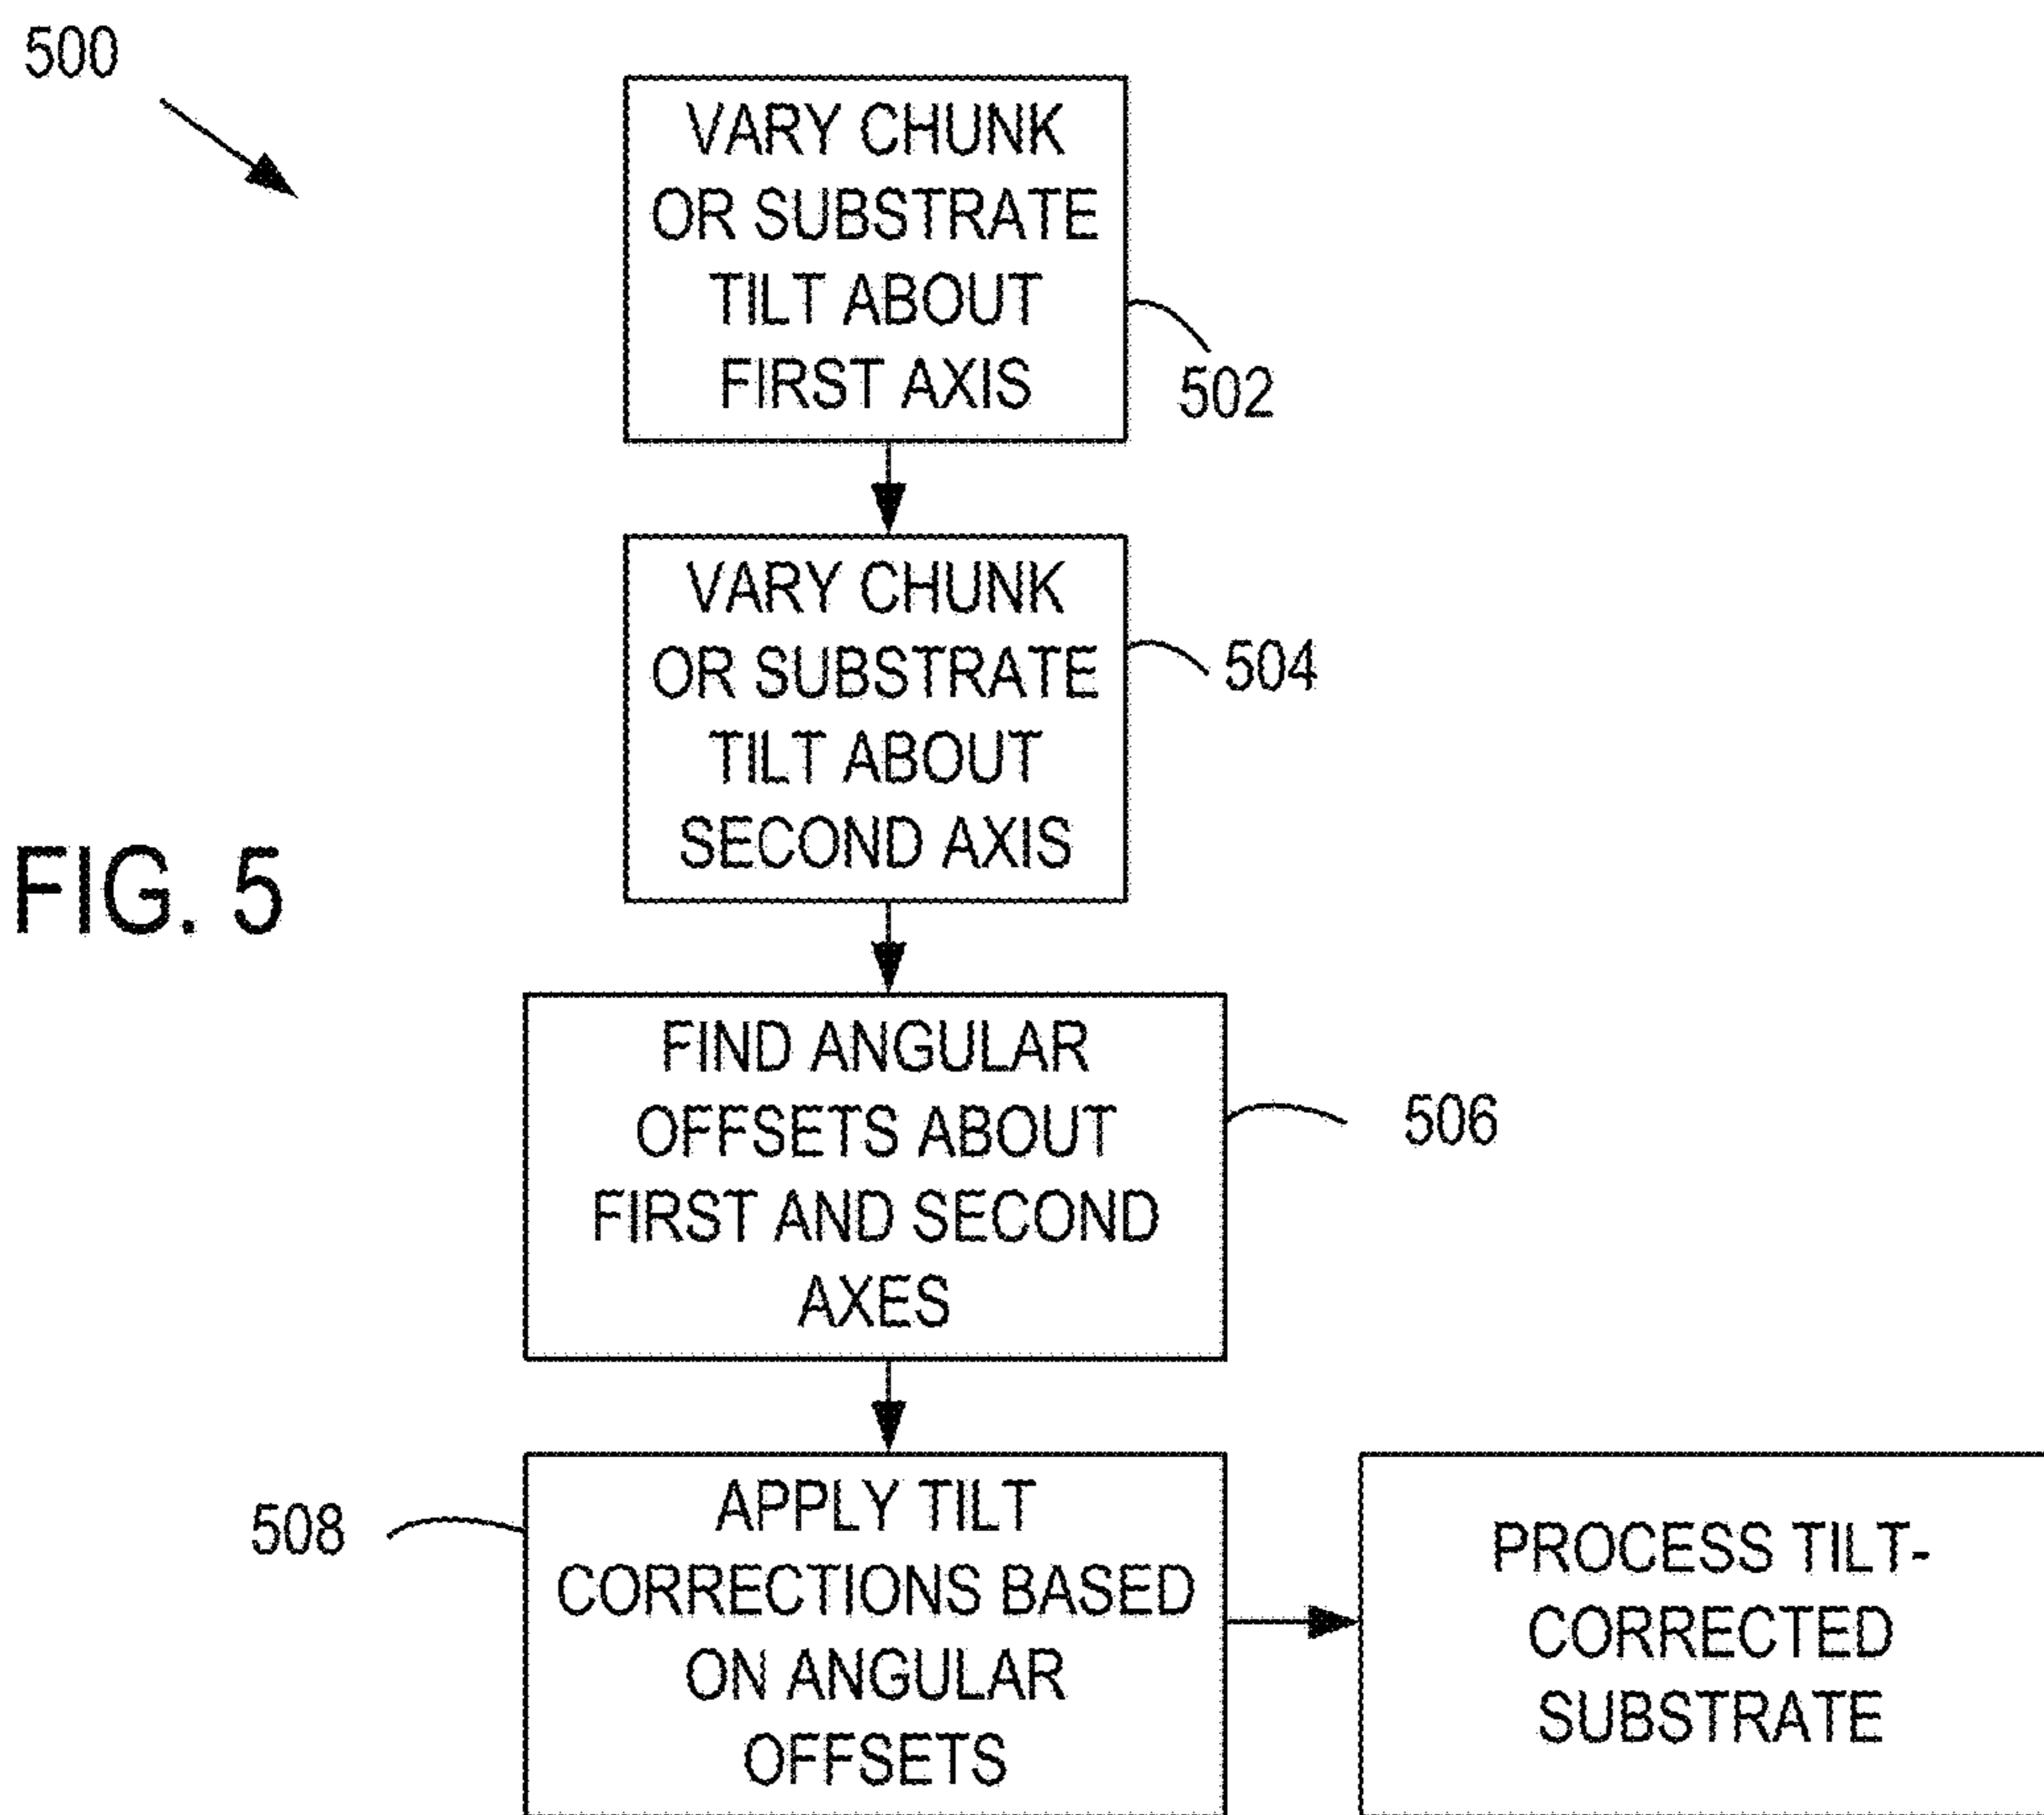 500
VARY CHUNK
OR SUBSTRATE
TILT ABOUT
FIRST AXIS
502
VARY CHUNK
OR SUBSTRATE
TILT ABOUT
SECOND AXIS
504
FIG. 5
FIND ANGULAR
OFFSETS ABOUT
FIRST AND SECOND
AXES
506
508
APPLY TILT
CORRECTIONS BASED
ON ANGULAR
OFFSETS
PROCESS TILT-
CORRECTED
SUBSTRATE